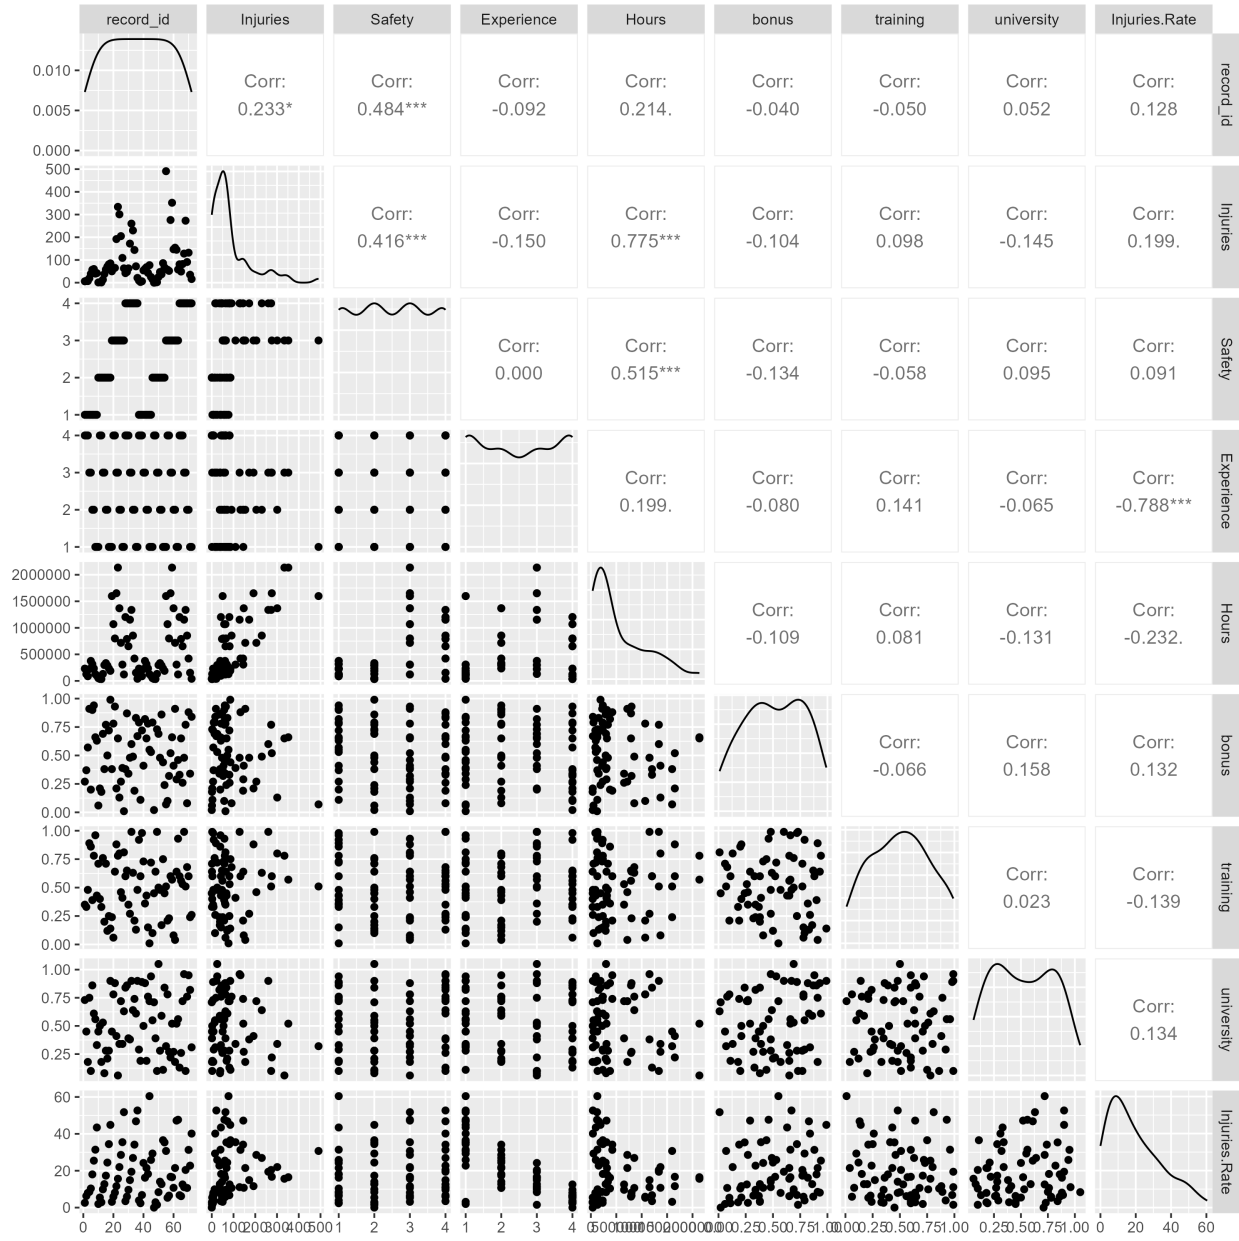 record_id Injuries Safety Experience Hours bonus training university Injuries.Rate
0.010
0.005
0.000
Corr: Corr: Corr: Corr: Corr: Corr: Corr: Corr:
0.233* 0.484*** -0.092 0.214. -0.040 -0.050 0.052 0.128
record_id
500
400
300
200
100
0
Corr: Corr: Corr: Corr: Corr: Corr: Corr:
0.416*** -0.150 0.775*** -0.104 0.098 -0.145 0.199.
Injuries
4
3
2
1
Corr: Corr: Corr: Corr: Corr: Corr:
0.000 0.515*** -0.134 -0.058 0.095 0.091
Safety
4
3
2
1
Corr: Corr: Corr: Corr: Corr:
0.199. -0.080 0.141 -0.065 -0.788***
Experience
2000000
1500000
1000000
500000
0
Corr: Corr: Corr: Corr:
-0.109 0.081 -0.131 -0.232.
Hours
1.00
0.75
0.50
0.25
0.00
Corr: Corr: Corr:
-0.066 0.158 0.132
bonus
1.00
0.75
0.50
0.25
0.00
Corr: Corr:
0.023 -0.139
training
1.00
0.75
0.50
0.25
Corr:
0.134
university
60
40
20
0
Injuries.Rate
0 20 40 60 0 100 200 300 400 500 1 2 3 4 1 2 3 4 0 500000 1000000 1500000 2000000 0.00 0.25 0.50 0.75 1.00 0.00 0.25 0.50 0.75 1.00 0.25 0.50 0.75 1.00 0 20 40 60